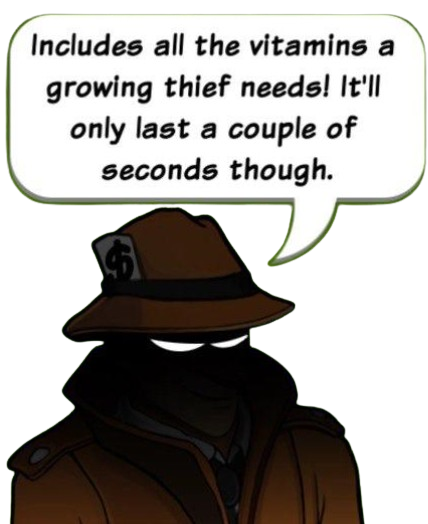 Includes all the vitamins a
growing thief needs! It'll
only last a couple of
seconds though.
$